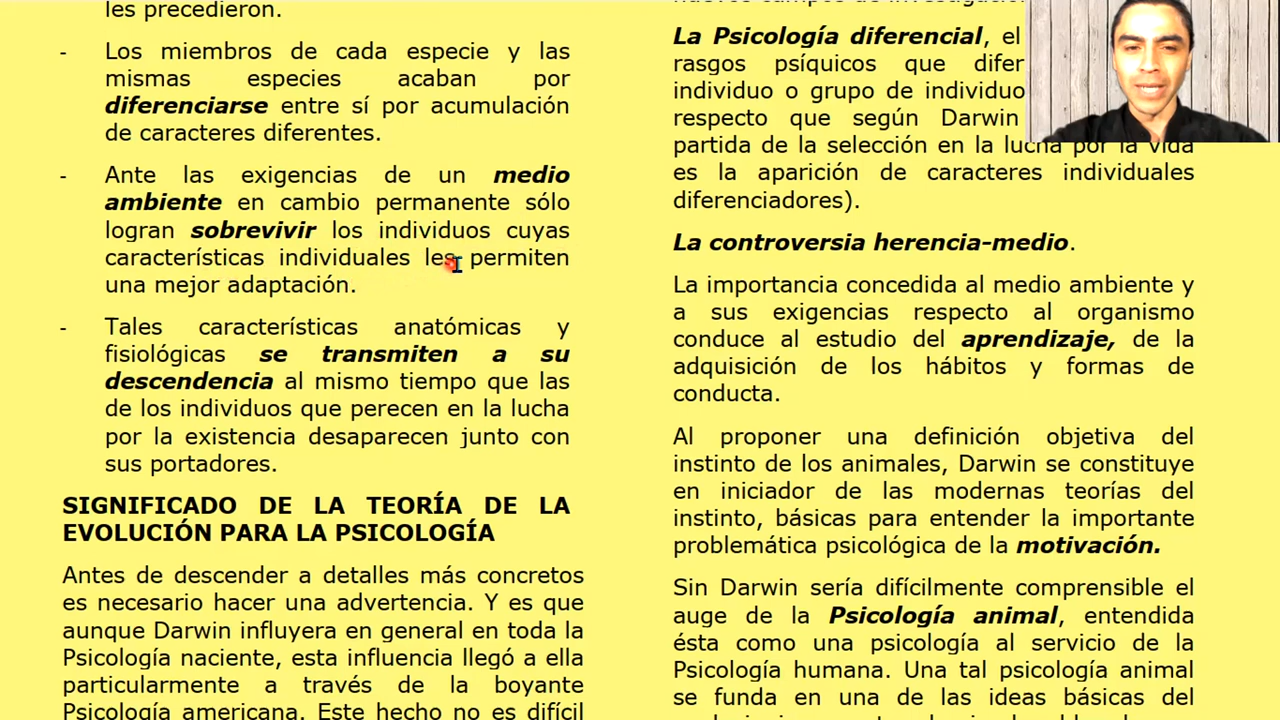 les precedieron.
- Los miembros de cada especie y las
mismas especies acaban por
diferenciarse entre sí por acumulación
de caracteres diferentes.
- Ante las exigencias de un medio
ambiente en cambio permanente sólo
logran sobrevivir los individuos cuyas
características individuales les permiten
una mejor adaptación.
- Tales características anatómicas y
fisiológicas se transmiten a su
descendencia al mismo tiempo que las
de los individuos que perecen en la lucha
por la existencia desaparecen junto con
sus portadores.
SIGNIFICADO DE LA TEORÍA DE LA
EVOLUCIÓN PARA LA PSICOLOGÍA
Antes de descender a detalles más concretos
es necesario hacer una advertencia. Y es que
aunque Darwin influyera en general en toda la
Psicología naciente, esta influencia llegó a ella
particularmente a través de la boyante
Psicología americana. Este hecho no es difícil
La Psicología diferencial, el
rasgos psíquicos que difer
individuo o grupo de individuo
respecto que según Darwin
partida de la selección en la lucha por la vida
es la aparición de caracteres individuales
diferenciadores).
La controversia herencia-medio.
La importancia concedida al medio ambiente y
a sus exigencias respecto al organismo
conduce al estudio del aprendizaje, de la
adquisición de los hábitos y formas de
conducta.
Al proponer una definición objetiva del
instinto de los animales, Darwin se constituye
en iniciador de las modernas teorías del
instinto, básicas para entender la importante
problemática psicológica de la motivación.
Sin Darwin sería difícilmente comprensible el
auge de la Psicología animal, entendida
ésta como una psicología al servicio de la
Psicología humana. Una tal psicología animal
se funda en una de las ideas básicas del